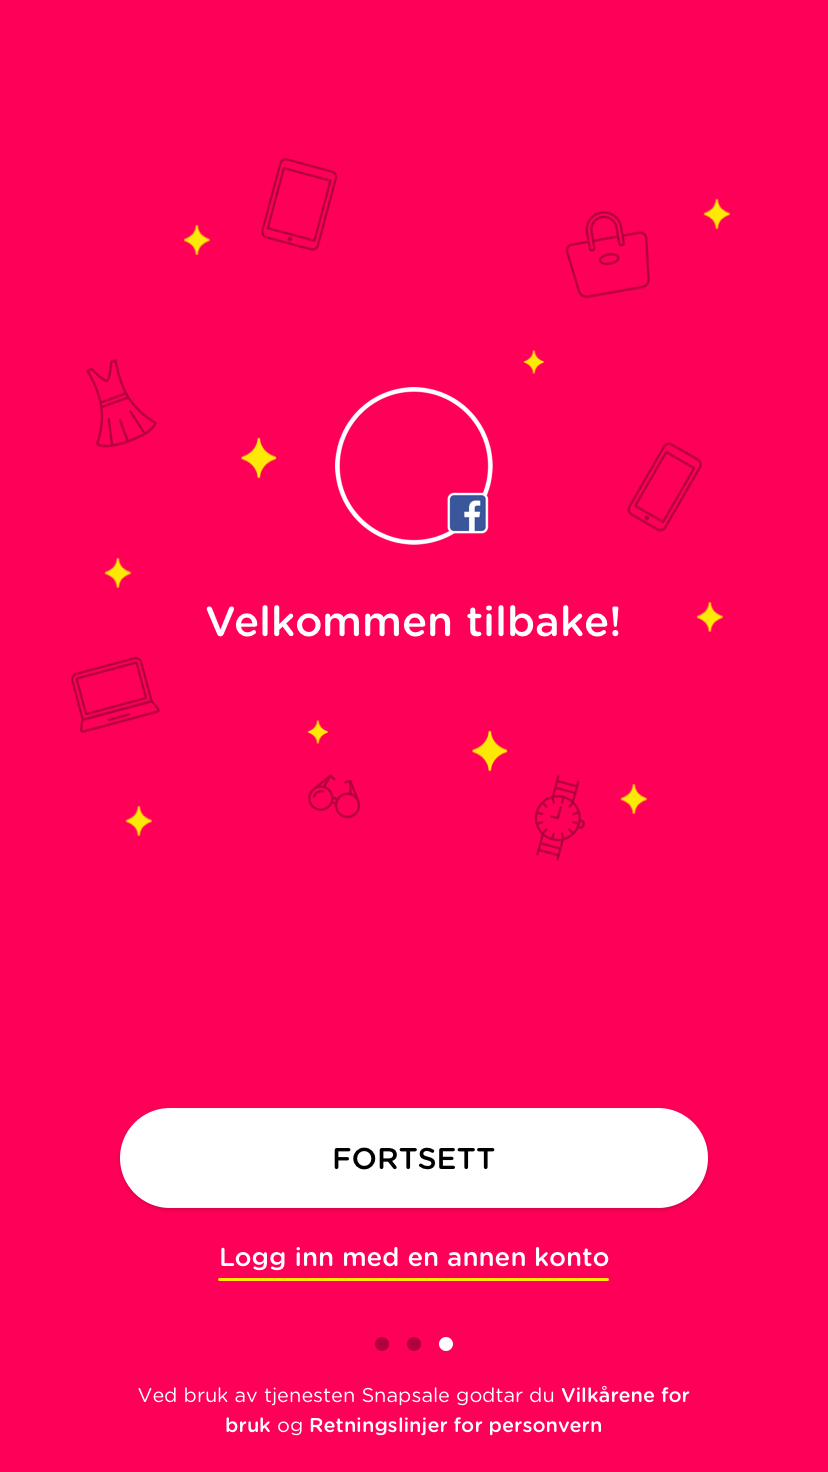 Velkommen tilbake!
FORTSETT
Logg inn med en annen konto
Ved bruk av tjenesten Snapsale godtar du Vilkårene for
bruk og Retningslinjer for personvern